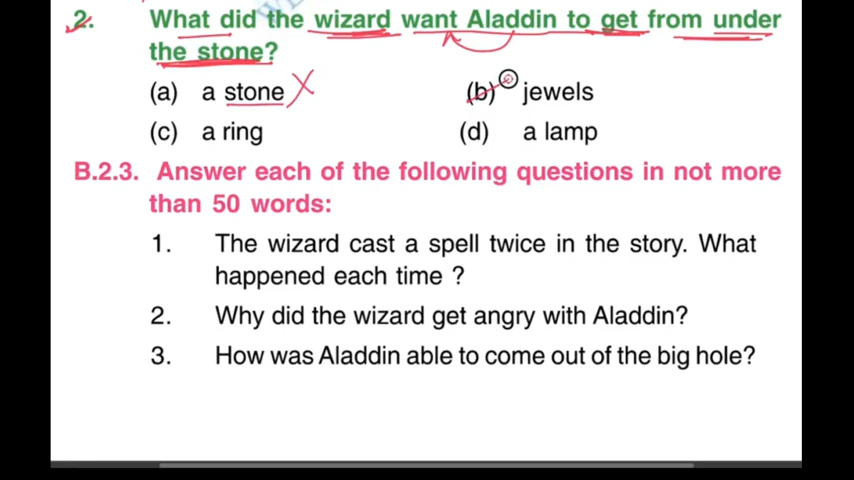 2. What did the wizard want Aladdin to get from under
the stone?
(a) a stone (b) jewels
(c) a ring (d) a lamp
B.2.3. Answer each of the following questions in not more
than 50 words:
1. The wizard cast a spell twice in the story. What
happened each time ?
2. Why did the wizard get angry with Aladdin?
3. How was Aladdin able to come out of the big hole?